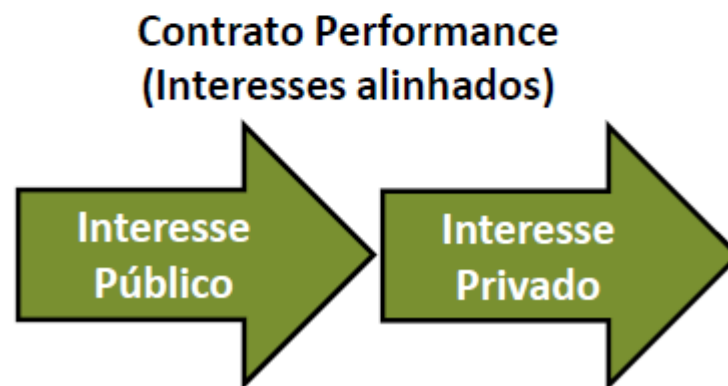 Contrato Performance
(Interesses alinhados)
Interesse
Público
Interesse
Privado